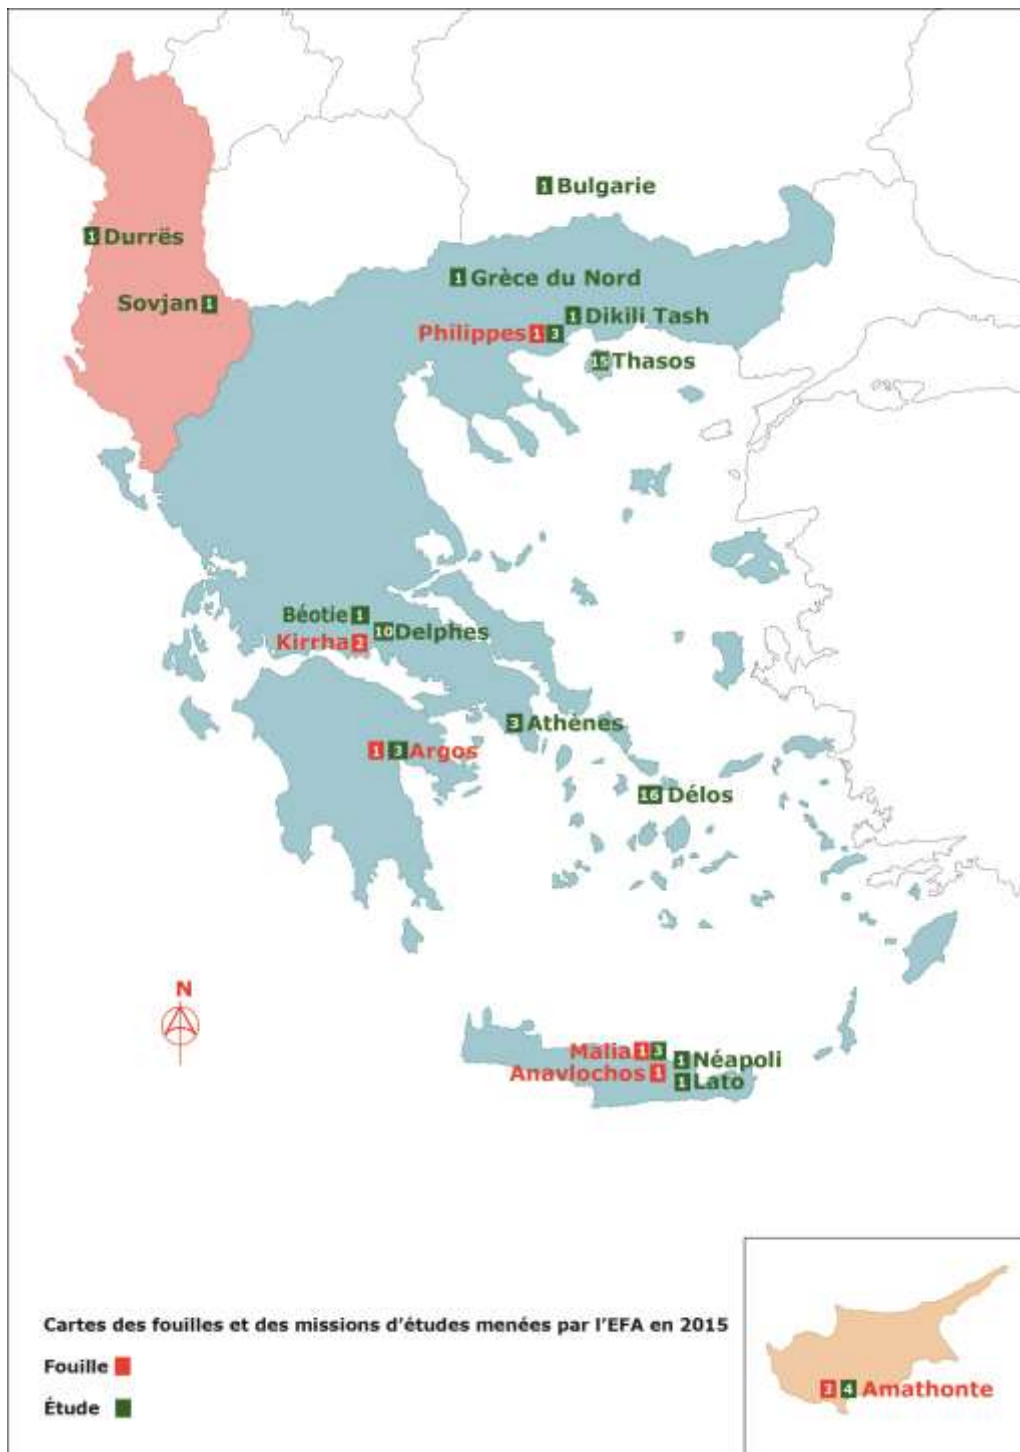 1 Bulgarie
1 Durrës
1 Grèce du Nord
Sovjan 1
1 Dikili Tash
Philippes 1 3
15 Thasos
Béotie 1
10 Delphes
Kirrha 2
3 Athènes
1 3 Argos
16 Délos
N
Malia 1 3
1 Néapoli
Anavlochos 1
1 Lato
Cartes des fouilles et des missions d'études menées par l'EFA en 2015
Fouille
Étude
4 Amathonte